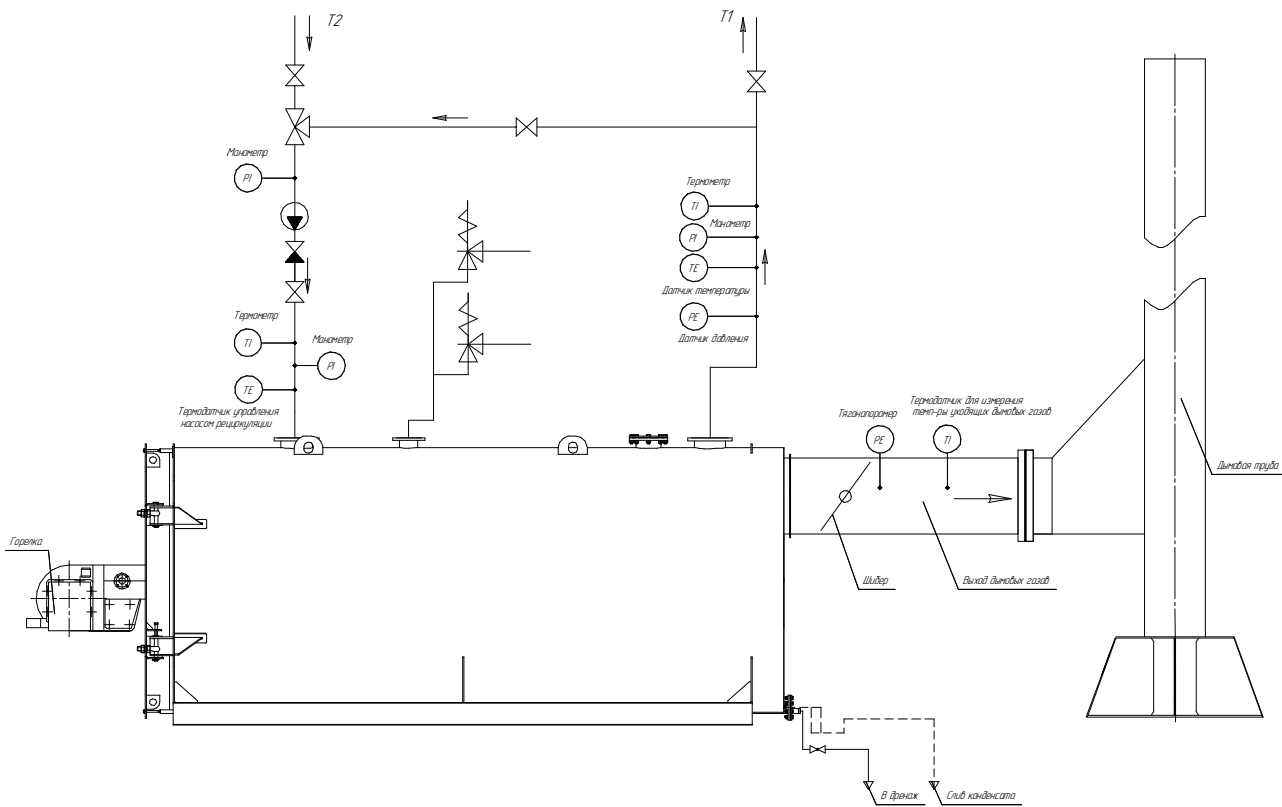 T2
T1
Манометр
PI
Термометр
TI
Манометр
PI
TE
Датчик температуры
PE
Датчик давления
Термометр
TI
Манометр
PI
TE
Термодатчик управления
насосом рециркуляции
Тягонапоромер
PE
Термодатчик для измерения
темп-ры уходящих дымовых газов
TI
Дымовая труба
Горелка
Шибер
Выход дымовых газов
В дренаж
Слив конденсата